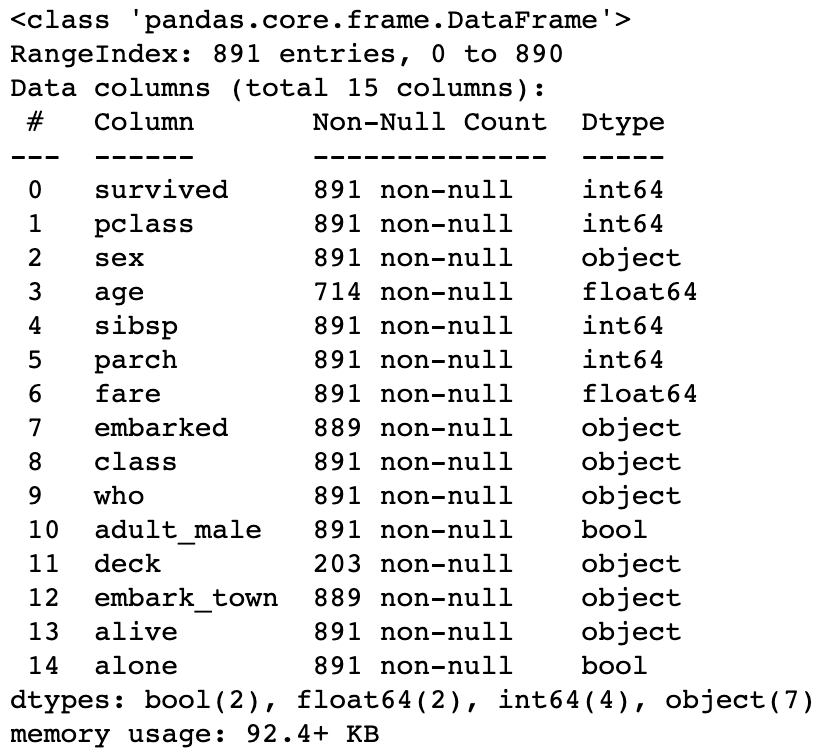 <class 'pandas.core.frame.DataFrame'>
RangeIndex: 891 entries, 0 to 890
Data columns (total 15 columns):
 #   Column       Non-Null Count  Dtype
---  ------       --------------  -----
 0   survived     891 non-null    int64
 1   pclass       891 non-null    int64
 2   sex          891 non-null    object
 3   age          714 non-null    float64
 4   sibsp        891 non-null    int64
 5   parch        891 non-null    int64
 6   fare         891 non-null    float64
 7   embarked     889 non-null    object
 8   class        891 non-null    object
 9   who          891 non-null    object
 10  adult_male   891 non-null    bool
 11  deck         203 non-null    object
 12  embark_town  889 non-null    object
 13  alive        891 non-null    object
 14  alone        891 non-null    bool
dtypes: bool(2), float64(2), int64(4), object(7)
memory usage: 92.4+ KB